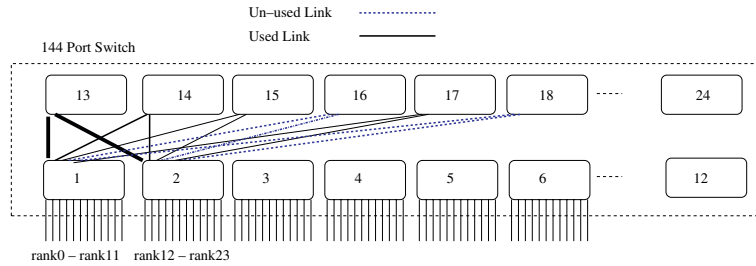 Un-used Link
Used Link
144 Port Switch
13 14 15 16 17 18 24
1 2 3 4 5 6 12
rank0 – rank11 rank12 – rank23